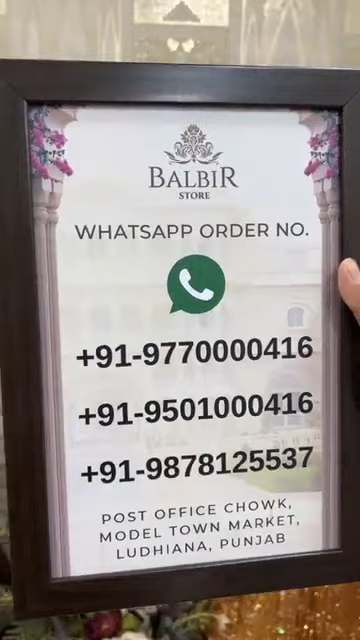 BALBIR
STORE
WHATSAPP ORDER NO.
+91-9770000416
+91-9501000416
+91-9878125537
POST OFFICE CHOWK,
MODEL TOWN MARKET,
LUDHIANA, PUNJAB